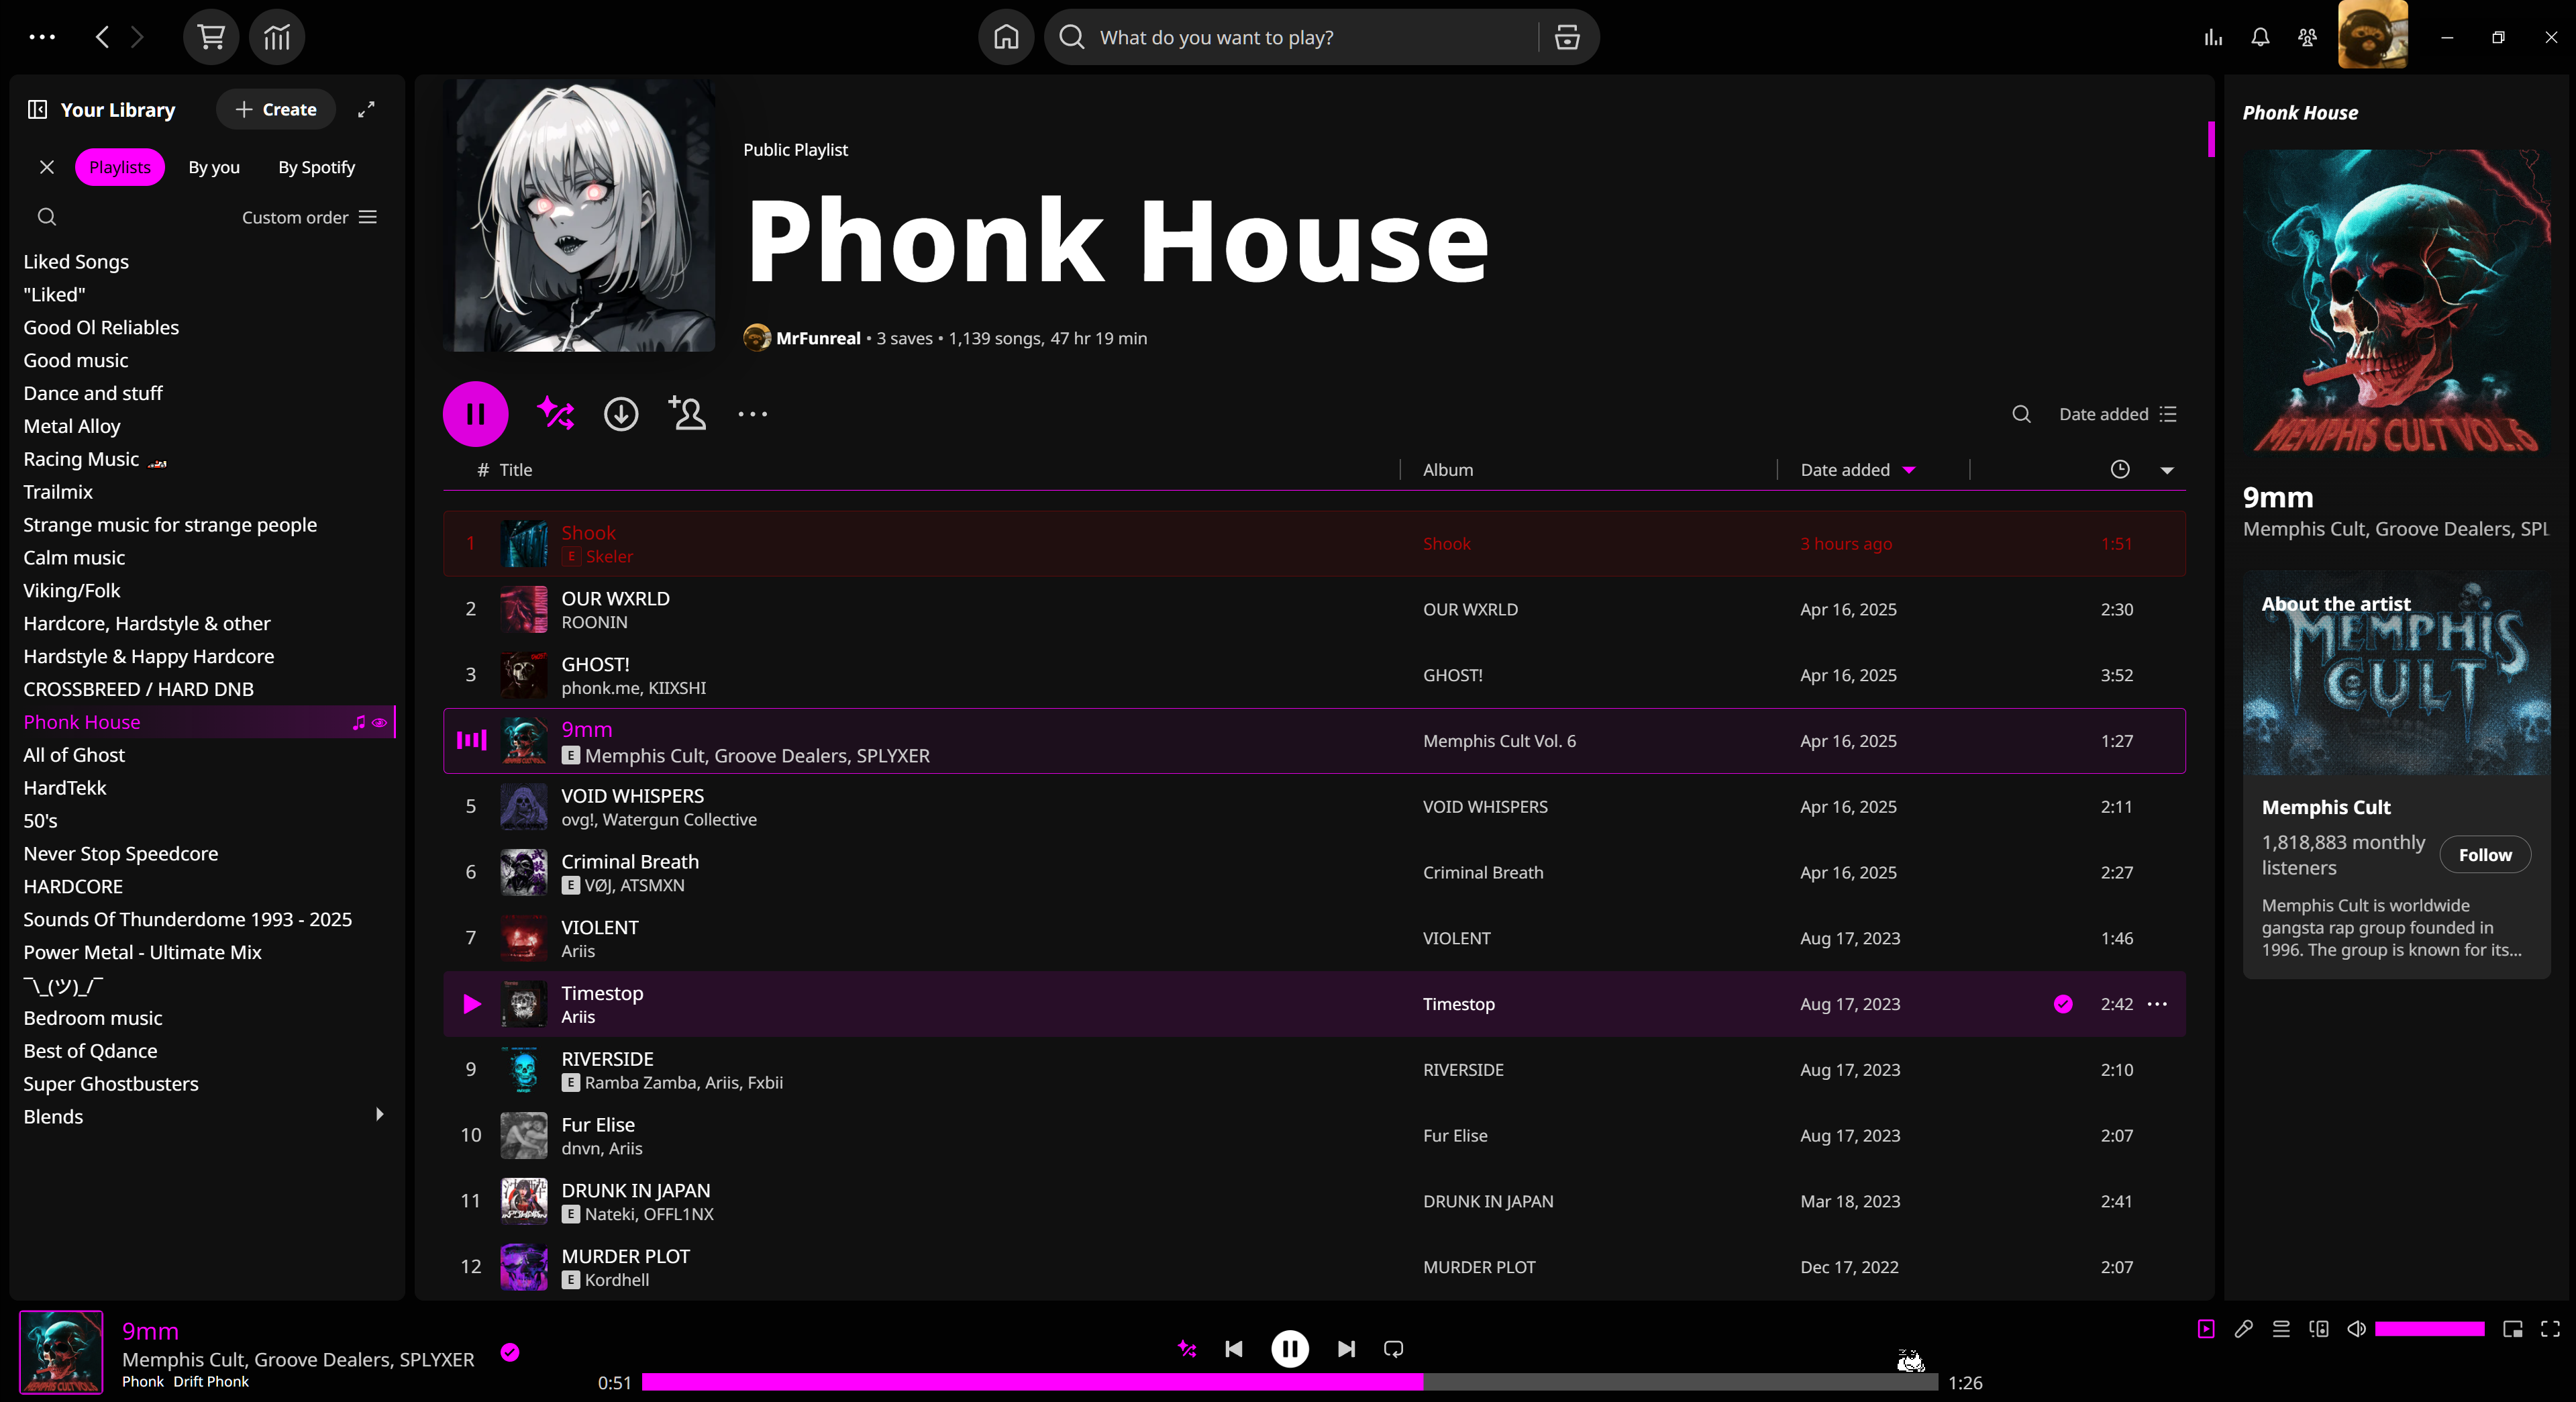 What do you want to play?
Your Library
Create
Playlists
By you
By Spotify
Custom order
Liked Songs
"Liked"
Good Ol Reliables
Good music
Dance and stuff
Metal Alloy
Racing Music 🏎️
Trailmix
Strange music for strange people
Calm music
Viking/Folk
Hardcore, Hardstyle & other
Hardstyle & Happy Hardcore
CROSSBREED / HARD DNB
Phonk House
All of Ghost
HardTekk
50's
Never Stop Speedcore
HARDCORE
Sounds Of Thunderdome 1993 - 2025
Power Metal - Ultimate Mix
¯\_(ツ)_/¯
Bedroom music
Best of Qdance
Super Ghostbusters
Blends
Public Playlist
Phonk House
MrFunreal • 3 saves • 1,139 songs, 47 hr 19 min
Date added
# Title Album Date added
1 Shook Shook 3 hours ago 1:51
E Skeler
2 OUR WXRLD OUR WXRLD Apr 16, 2025 2:30
ROONIN
3 GHOST! GHOST! Apr 16, 2025 3:52
phonk.me, KIIXSHI
9mm Memphis Cult Vol. 6 Apr 16, 2025 1:27
E Memphis Cult, Groove Dealers, SPLYXER
5 VOID WHISPERS VOID WHISPERS Apr 16, 2025 2:11
ovg!, Watergun Collective
6 Criminal Breath Criminal Breath Apr 16, 2025 2:27
E VØJ, ATSMXN
7 VIOLENT VIOLENT Aug 17, 2023 1:46
Ariis
Timestop Timestop Aug 17, 2023 2:42
Ariis
9 RIVERSIDE RIVERSIDE Aug 17, 2023 2:10
E Ramba Zamba, Ariis, Fxbii
10 Fur Elise Fur Elise Aug 17, 2023 2:07
dnvn, Ariis
11 DRUNK IN JAPAN DRUNK IN JAPAN Mar 18, 2023 2:41
E Nateki, OFFL1NX
12 MURDER PLOT MURDER PLOT Dec 17, 2022 2:07
E Kordhell
Phonk House
MEMPHIS CULT VOL.6
9mm
Memphis Cult, Groove Dealers, SPL
About the artist
MEMPHIS
CULT
Memphis Cult
1,818,883 monthly
listeners
Follow
Memphis Cult is worldwide
gangsta rap group founded in
1996. The group is known for its...
9mm
Memphis Cult, Groove Dealers, SPLYXER
Phonk Drift Phonk
0:51
1:26